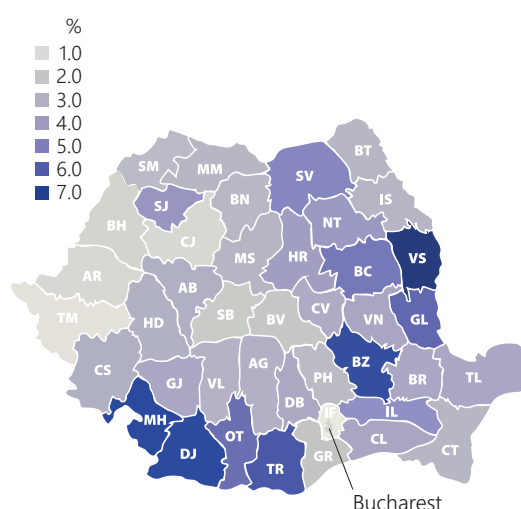 %
1.0
2.0
3.0
4.0
5.0
6.0
7.0
BT
SM
MM
SV
BN
IS
SJ
NT
BH
CJ
MS
HR
BC
VS
AR
AB
TM
HD
SB
BV
CV
VN
GL
CS
GJ
VL
AG
DB
PH
BZ
BR
TL
MH
OT
IF
IL
DJ
TR
GR
CL
CT
Bucharest